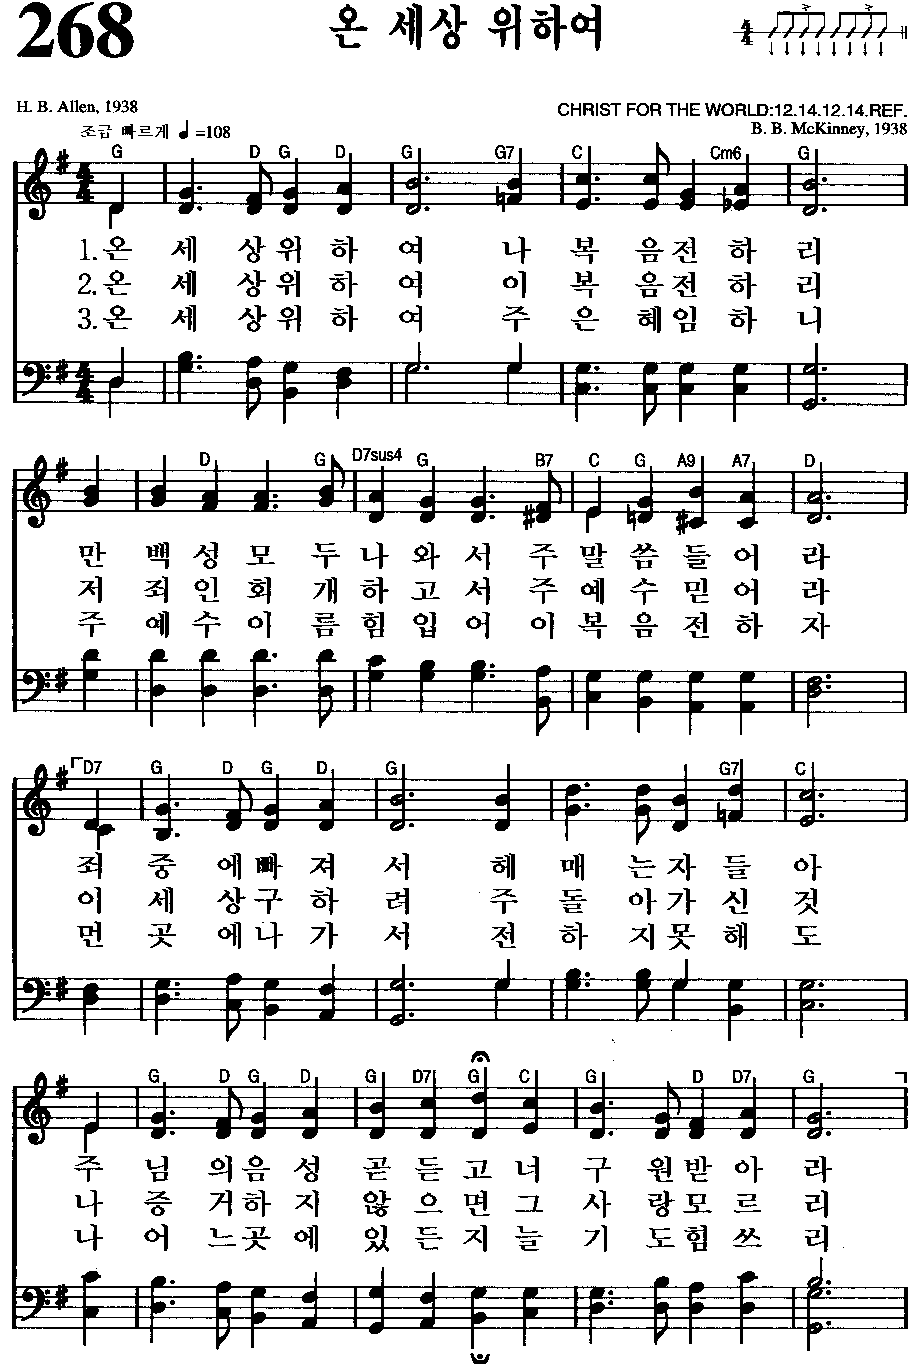 268 온 세상 위하여 4/4
H. B. Allen, 1938
CHRIST FOR THE WORLD:12.14.12.14.REF.
조금 빠르게 ♩=108
B. B. McKinney, 1938
G D G D G G7 C Cm6 G
1.온 세 상위 하 여 나 복 음전 하 리
2.온 세 상위 하 여 이 복 음전 하 리
3.온 세 상위 하 여 주 은 혜임 하 니
D G D7sus4 G B7 C G A9 A7 D
만 백 성 모 두 나 와 서 주 말 씀 들 어 라
저 죄 인 회 개 하 고 서 주 예 수 믿 어 라
주 예 수 이 름 힘 입 어 이 복 음 전 하 자
D7 G D G D G G7 C
죄 중 에빠 져 서 헤 매 는자 들 아
이 세 상구 하 려 주 돌 아가 신 것
먼 곳 에나 가 서 전 하 지못 해 도
G D G D G D7 G C G D D7 G
주 님 의음 성 곧 듣 고 너 구 원받 아 라
나 증 거하 지 않 으 면 그 사 랑모 르 리
나 어 느곳 에 있 든 지 늘 기 도힘 쓰 리